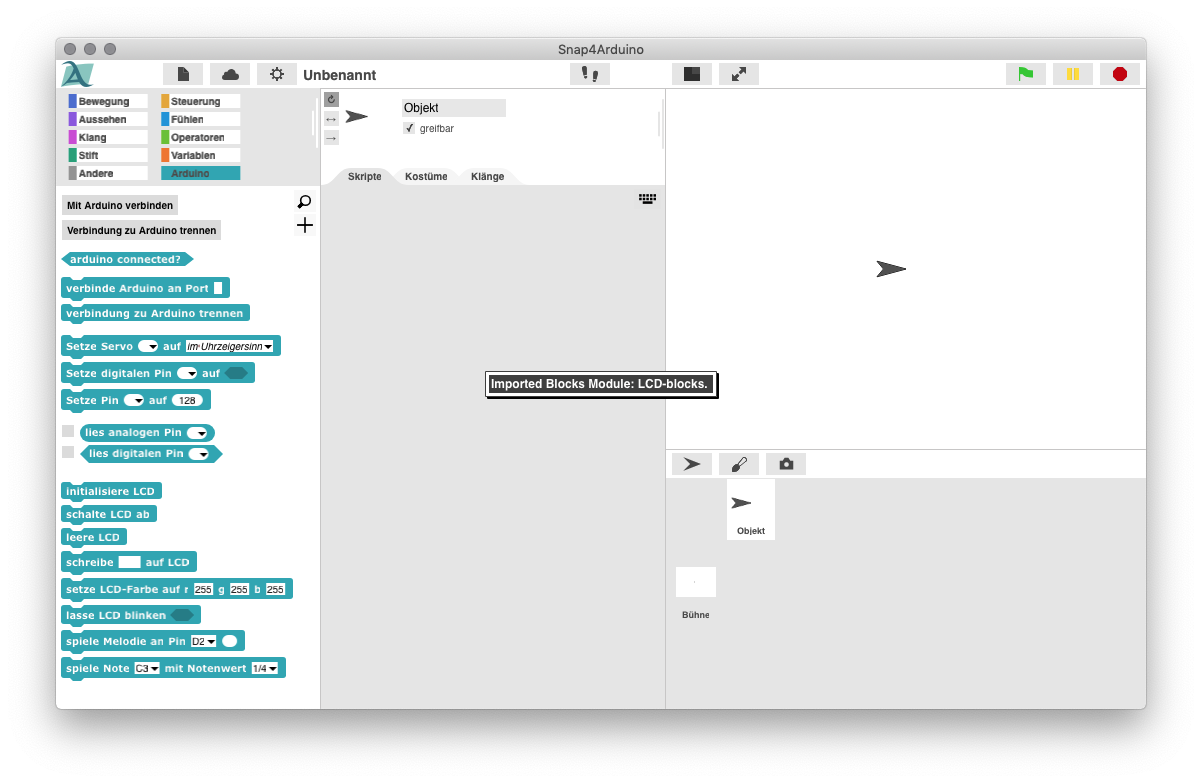 Snap4Arduino
Unbenannt
Bewegung
Steuerung
Aussehen
Fühlen
Klang
Operatoren
Stift
Variablen
Andere
Arduino
Objekt
greifbar
Skripte
Kostüme
Klänge
Mit Arduino verbinden
Verbindung zu Arduino trennen
arduino connected?
verbinde Arduino an Port
verbindung zu Arduino trennen
Setze Servo auf im Uhrzeigersinn
Setze digitalen Pin auf
Setze Pin auf 128
lies analogen Pin
lies digitalen Pin
initialisiere LCD
schalte LCD ab
leere LCD
schreibe auf LCD
setze LCD-Farbe auf r 255 g 255 b 255
lasse LCD blinken
spiele Melodie an Pin D2
spiele Note C3 mit Notenwert 1/4
Imported Blocks Module: LCD-blocks.
Objekt
Bühne